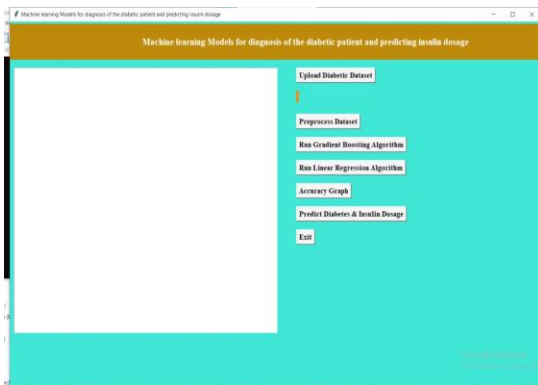 Machine learning Models for diagnosis of the diabetic patient and predicting insulin dosage
Machine learning Models for diagnosis of the diabetic patient and predicting insulin dosage
Upload Diabetic Dataset
Preprocess Dataset
Run Gradient Boosting Algorithm
Run Linear Regression Algorithm
Accuracy Graph
Predict Diabetes & Insulin Dosage
Exit